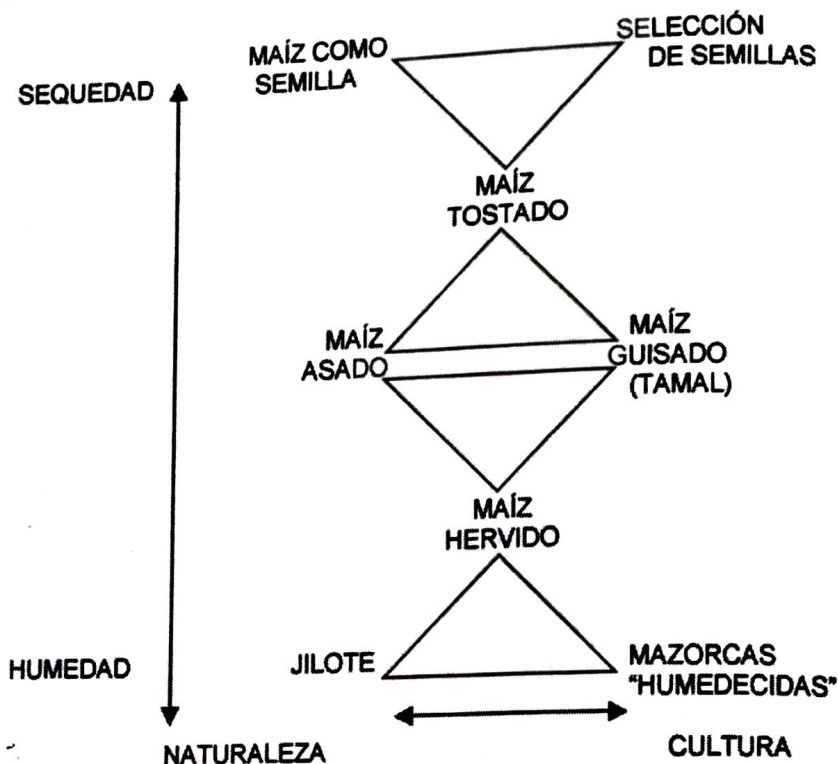 MAÍZ COMO
SEMILLA
SELECCIÓN
DE SEMILLAS
SEQUEDAD
MAÍZ
TOSTADO
MAÍZ
ASADO
MAÍZ
GUISADO
(TAMAL)
MAÍZ
HERVIDO
HUMEDAD
JILOTE
MAZORCAS
"HUMEDECIDAS"
NATURALEZA
CULTURA